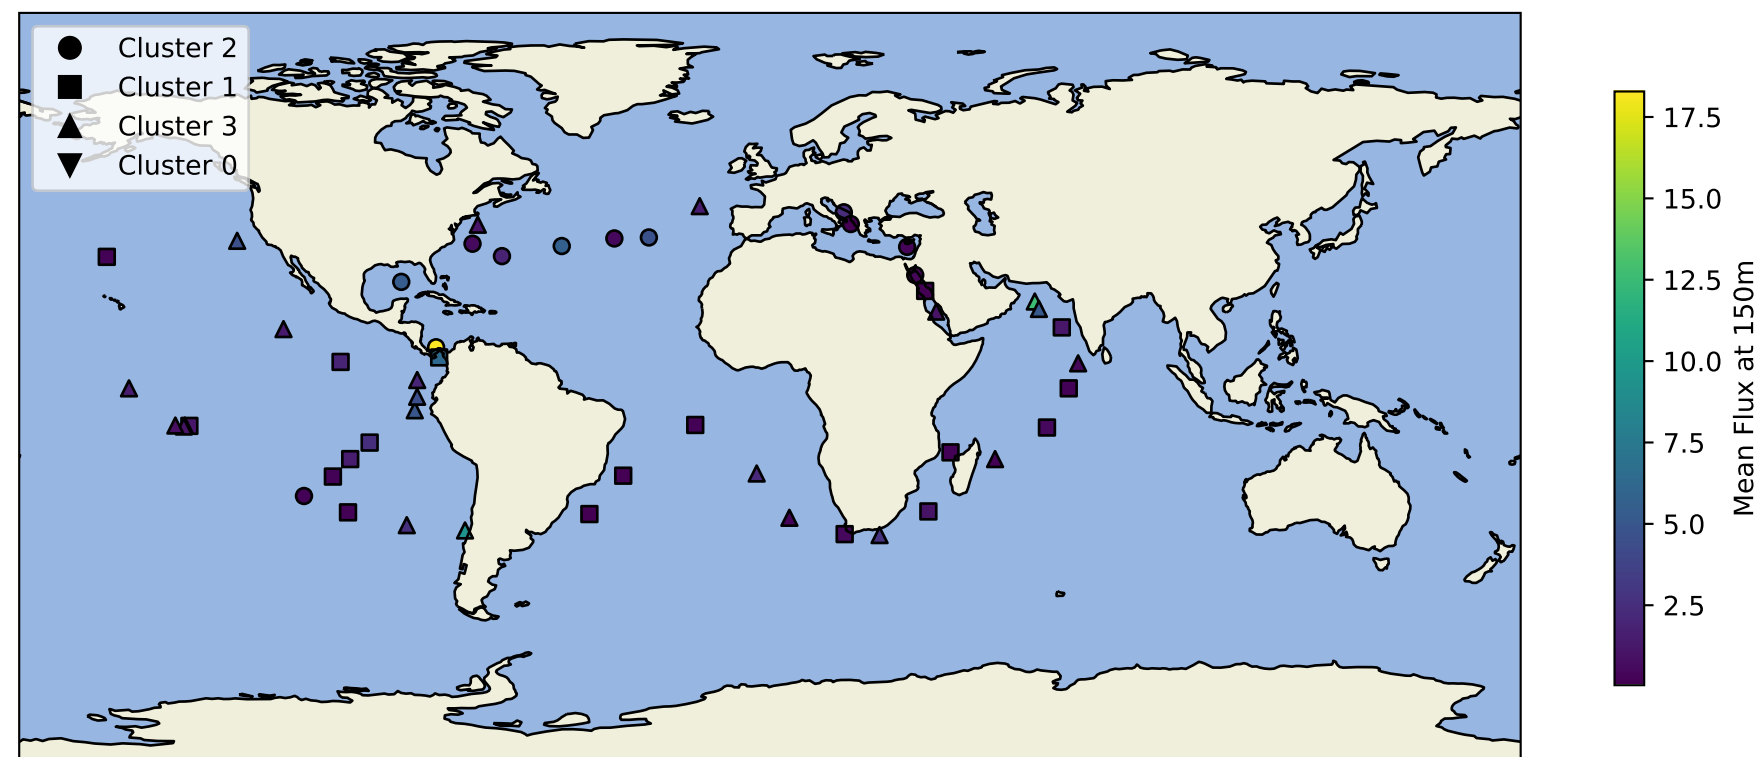 Cluster 2
Cluster 1
Cluster 3
Cluster 0
17.5
15.0
12.5
10.0
7.5
5.0
2.5
Mean Flux at 150m